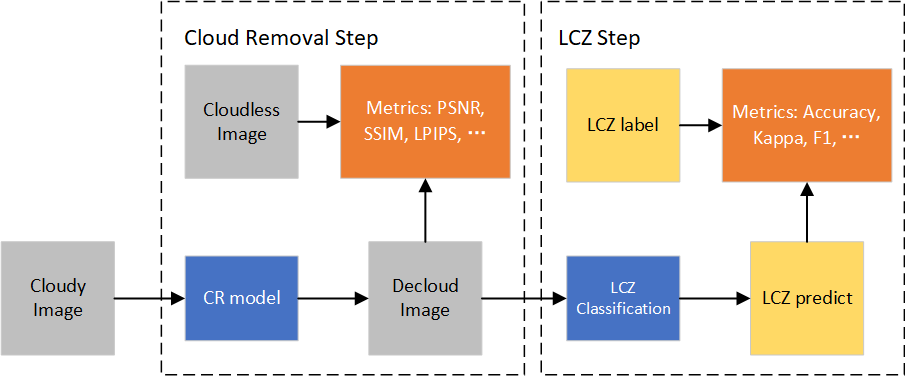 Cloud Removal Step
Cloudless
Image
Metrics: PSNR,
SSIM, LPIPS, ⋯
Cloudy
Image
CR model
Decloud
Image
LCZ Step
LCZ label
Metrics: Accuracy,
Kappa, F1, ⋯
LCZ
Classification
LCZ predict